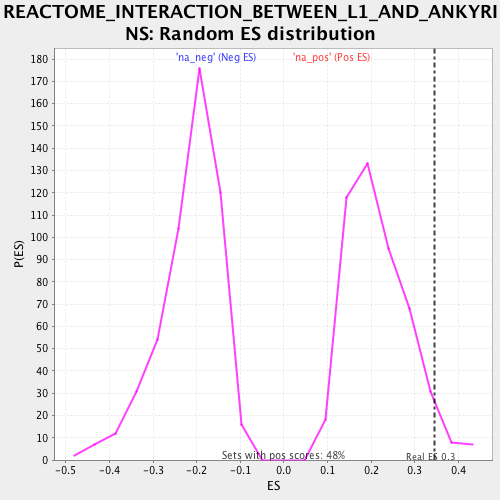 REACTOME_INTERACTION_BETWEEN_L1_AND_ANKYRI
NS: Random ES distribution
'na_neg' (Neg ES) 'na_pos' (Pos ES)
180
170
160
150
140
130
120
110
100
90
80
70
60
50
40
30
20
10
0
P(ES)
Sets with pos scores: 48%
Real ES 0.3
-0.5 -0.4 -0.3 -0.2 -0.1 0.0 0.1 0.2 0.3 0.4
ES